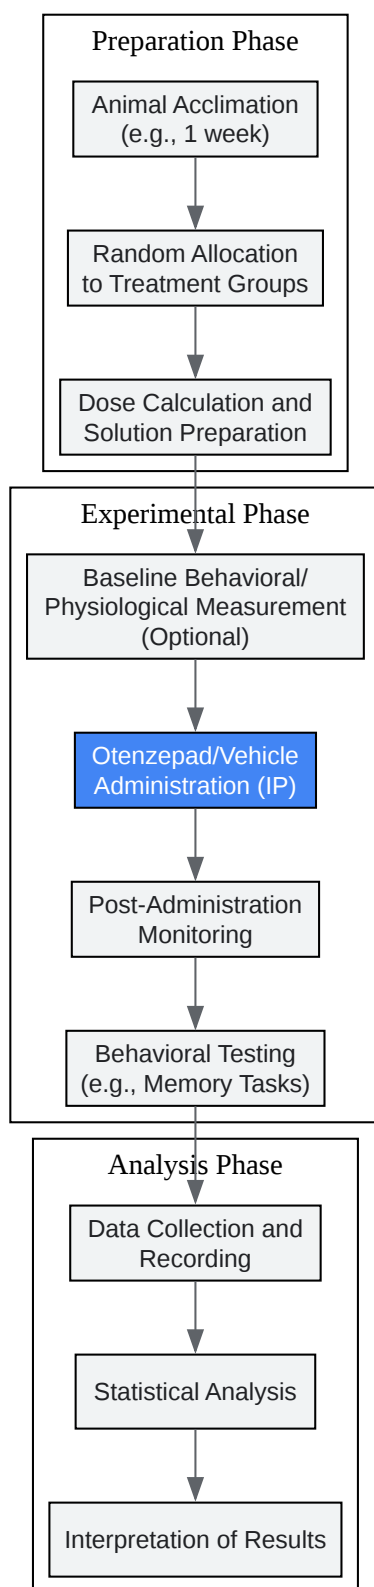 Preparation Phase
Animal Acclimation
(e.g., 1 week)
Random Allocation
to Treatment Groups
Dose Calculation and
Solution Preparation
Experimental Phase
Baseline Behavioral/
Physiological Measurement
(Optional)
Otenzepad/Vehicle
Administration (IP)
Post-Administration
Monitoring
Behavioral Testing
(e.g., Memory Tasks)
Analysis Phase
Data Collection and
Recording
Statistical Analysis
Interpretation of Results